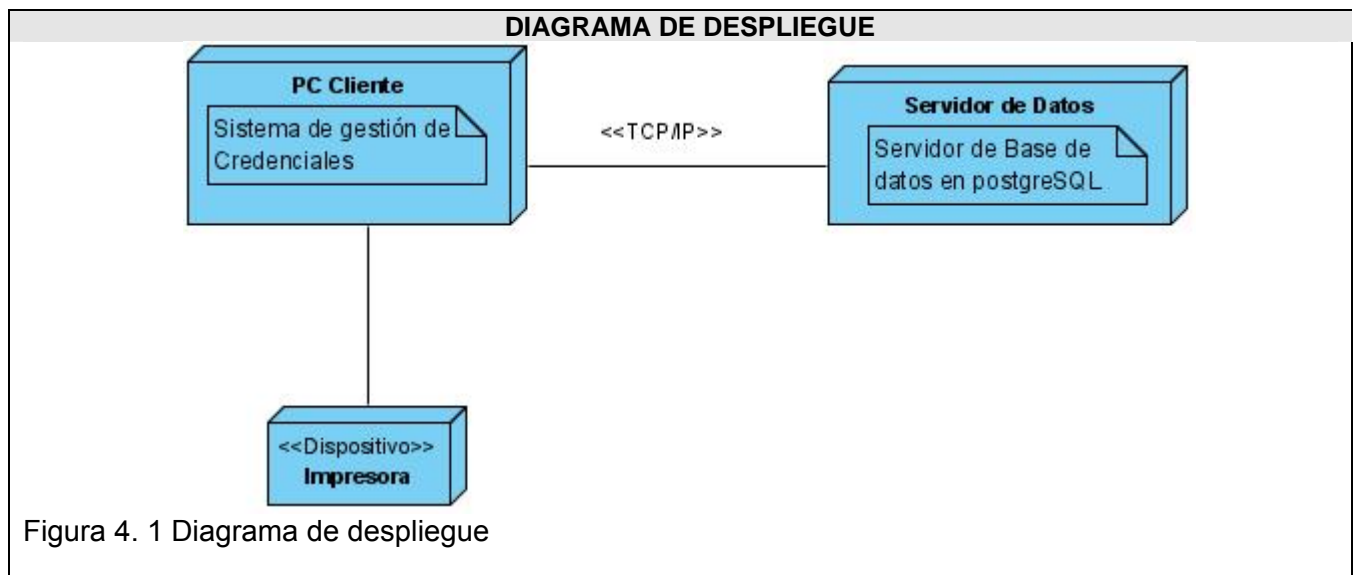 DIAGRAMA DE DESPLIEGUE
PC Cliente
Sistema de gestión de
Credenciales
<<TCP/IP>>
Servidor de Datos
Servidor de Base de
datos en postgreSQL
<<Dispositivo>>
Impresora
Figura 4. 1 Diagrama de despliegue